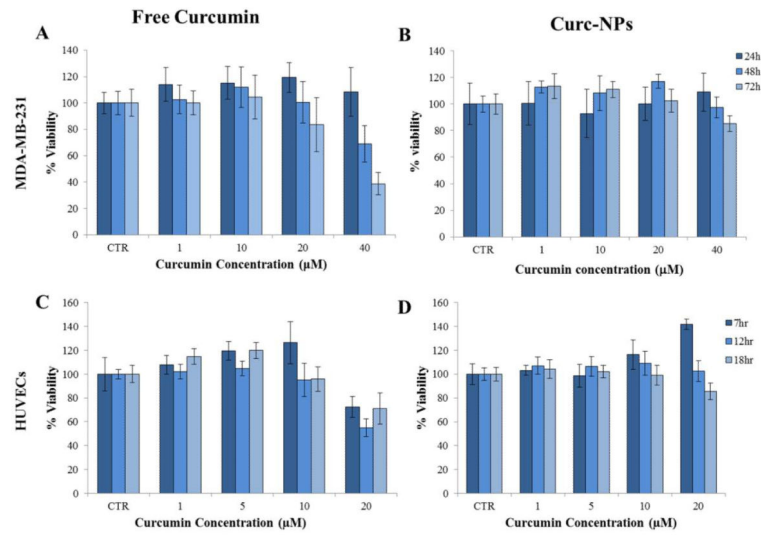 Free Curcumin
Curc-NPs
MDA-MB-231
HUVECs
A
140
120
100
80
60
40
20
0
% Viability
CTR 1 10 20 40
Curcumin Concentration (µM)
B
140
120
100
80
60
40
20
0
% viability
24h
48h
72h
CTR 1 10 20 40
Curcumin concentration (µM)
C
160
140
120
100
80
60
40
20
0
% Viability
CTR 1 5 10 20
Curcumin Concentration (µM)
D
160
140
120
100
80
60
40
20
0
% Viability
7hr
12hr
18hr
CTR 1 5 10 20
Curcumin Concentration (µM)